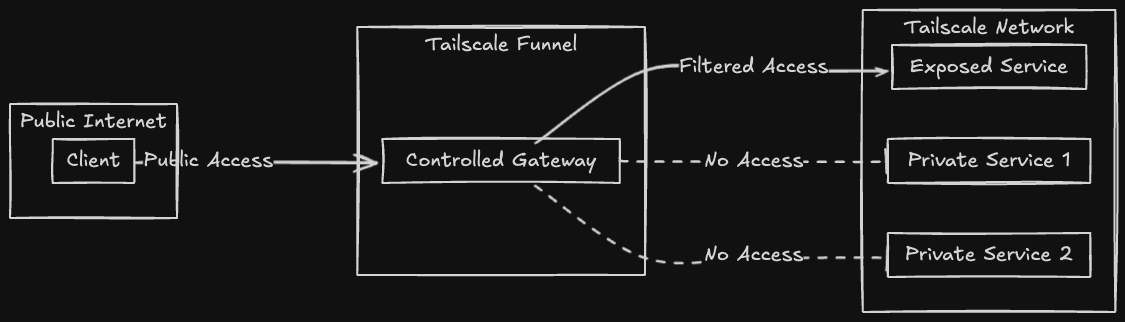 Public Internet
Client
Public Access
Tailscale Funnel
Controlled Gateway
Filtered Access
No Access
No Access
Tailscale Network
Exposed Service
Private Service 1
Private Service 2